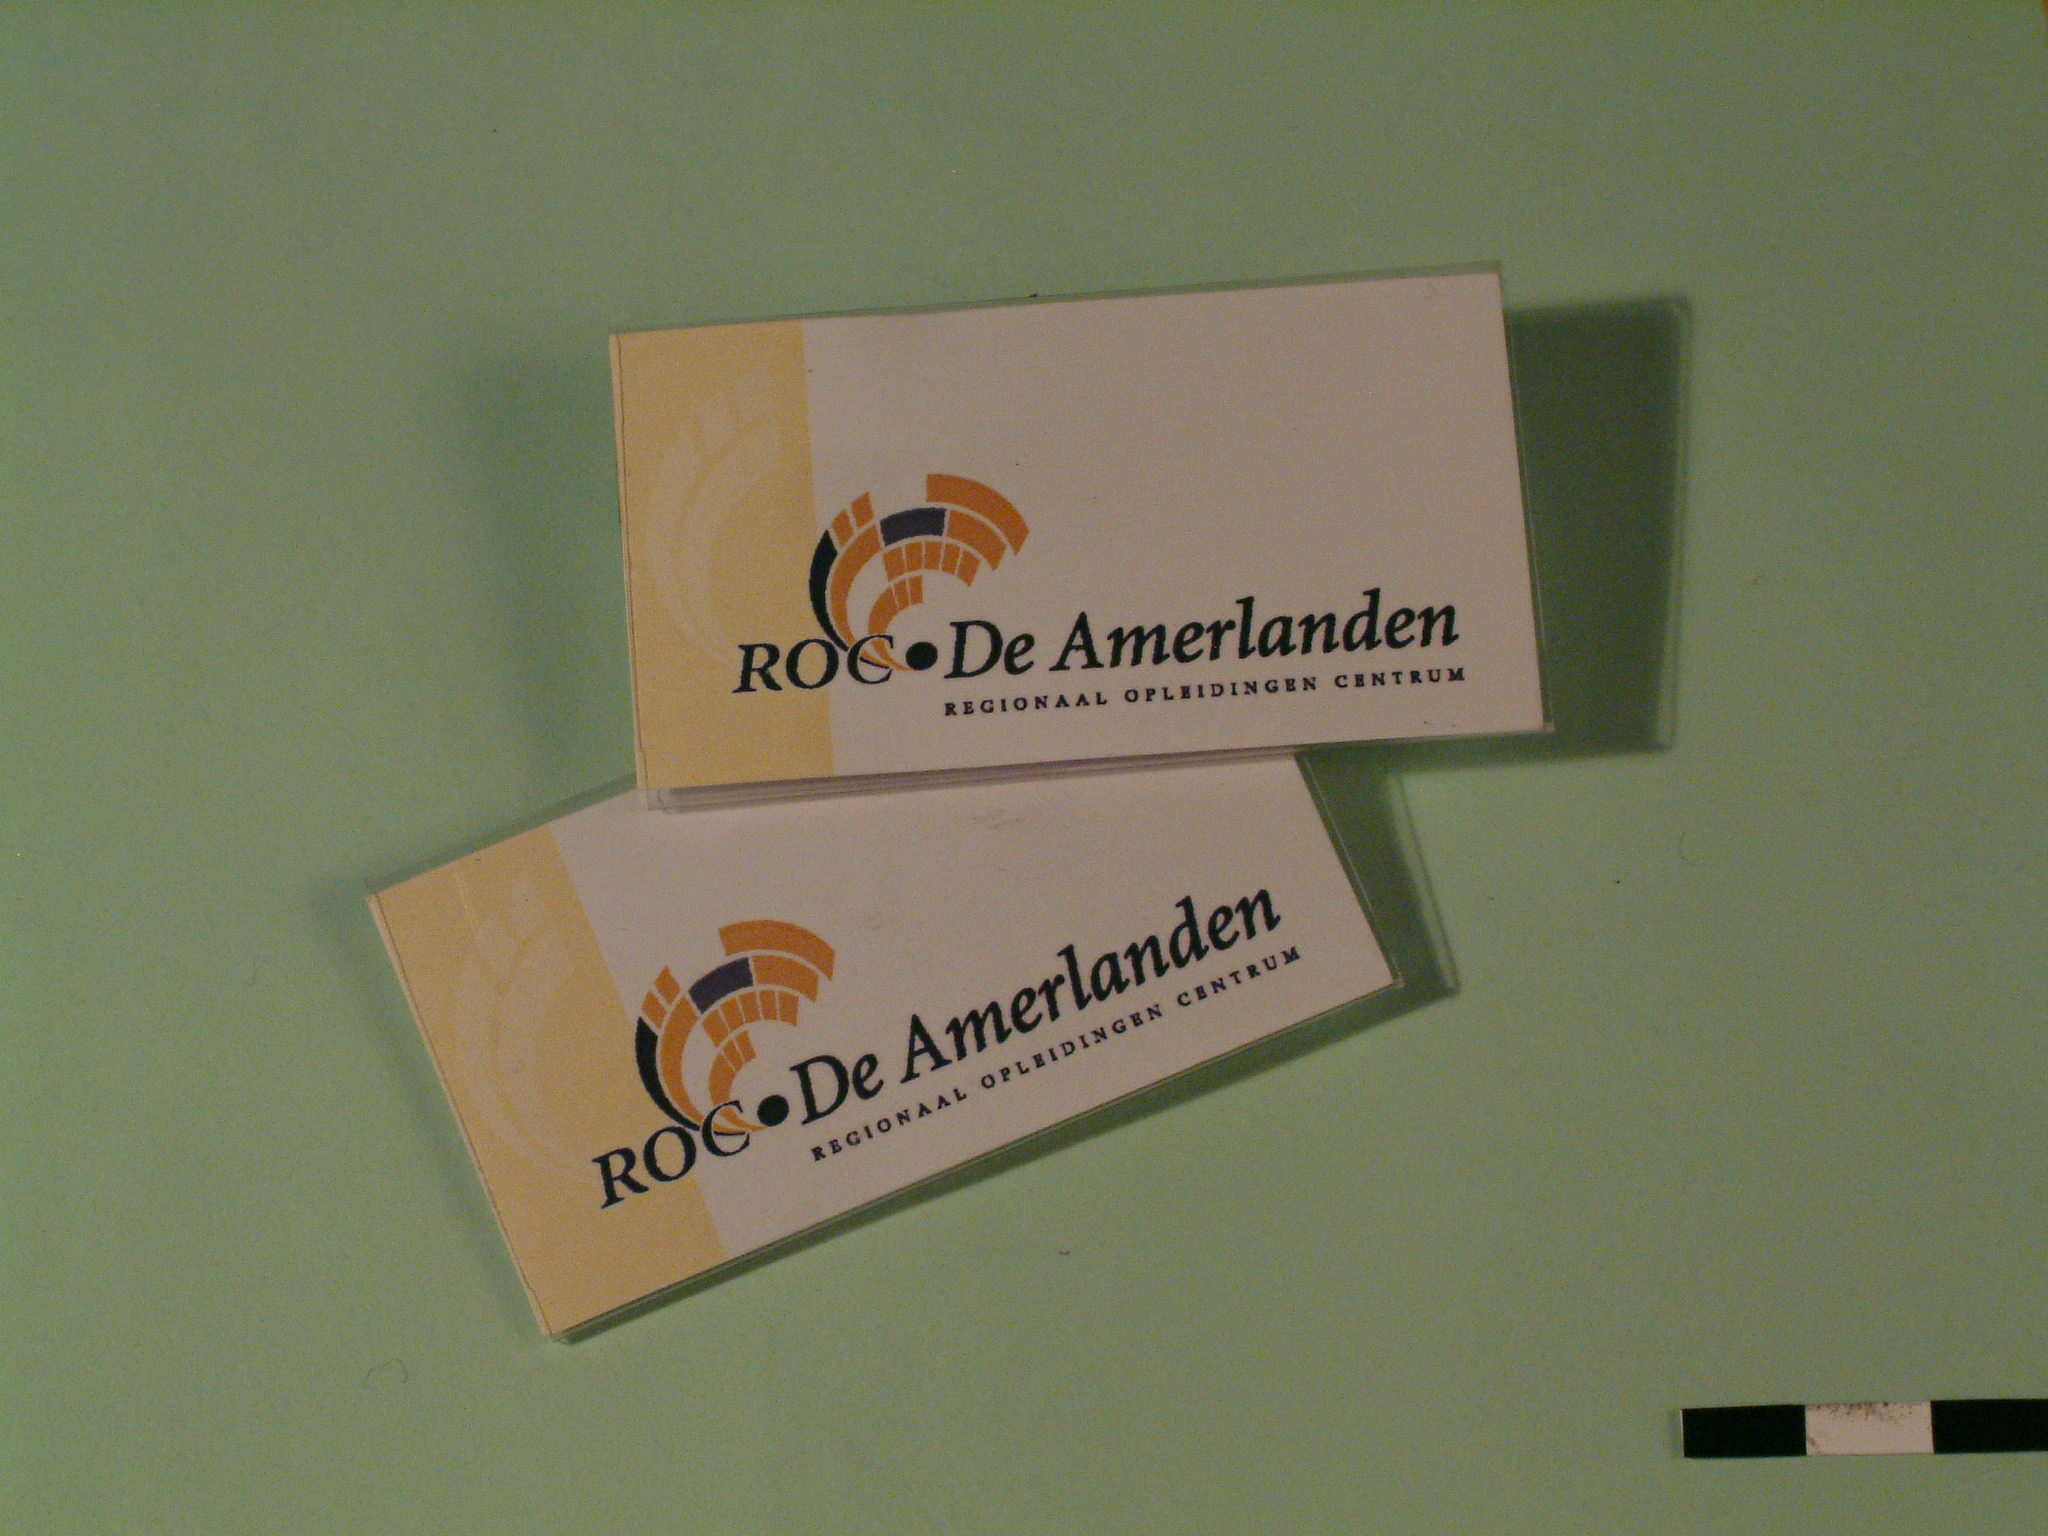 ROC • De Amerlanden
REGIONAAL OPLEIDINGEN CENTRUM
ROC • De Amerlanden
REGIONAAL OPLEIDINGEN CENTRUM